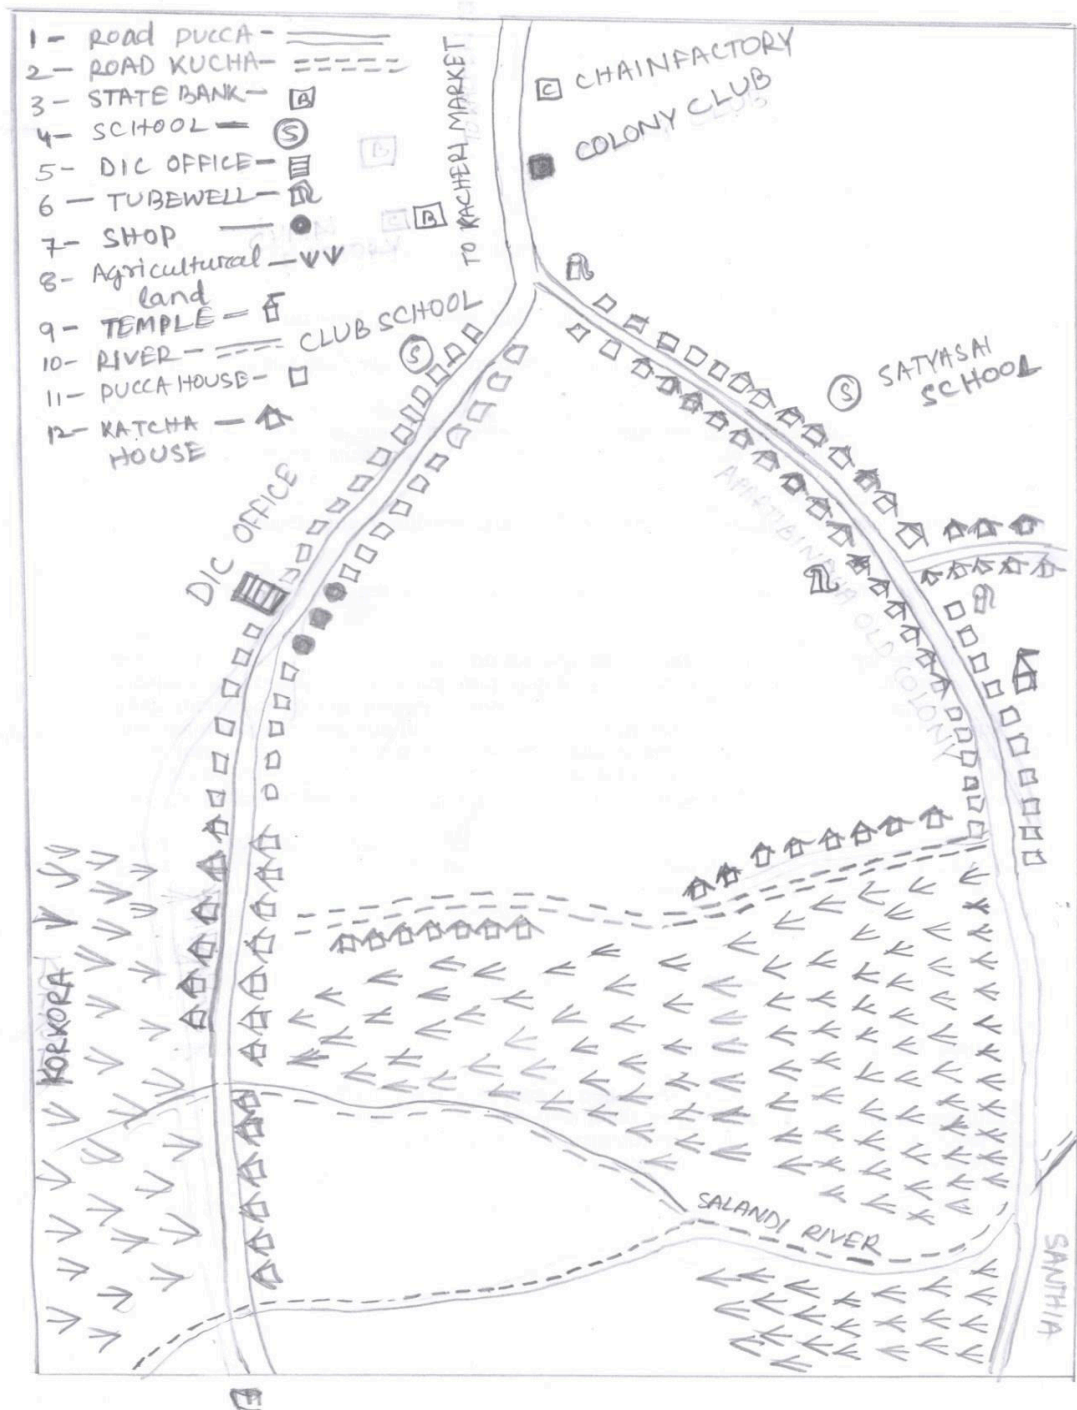 1 - Road PUCCA -
2 - ROAD KUCHA -
3 - STATE BANK - B
4 - SCHOOL - S
5 - DIC OFFICE -
6 - TUBEWELL -
7 - SHOP -
8 - Agricultural -
land
9 - TEMPLE -
10 - RIVER -
11 - PUCCA HOUSE -
12 - KATCHA -
HOUSE
TO KACHERI MARKET
C CHAINFACTORY
COLONY CLUB
B
B
C
CLUB SCHOOL
S
S SATYASAI
SCHOOL
DIC OFFICE
OLD COLONY
KORKORA
SALANDI RIVER
SANTHIA